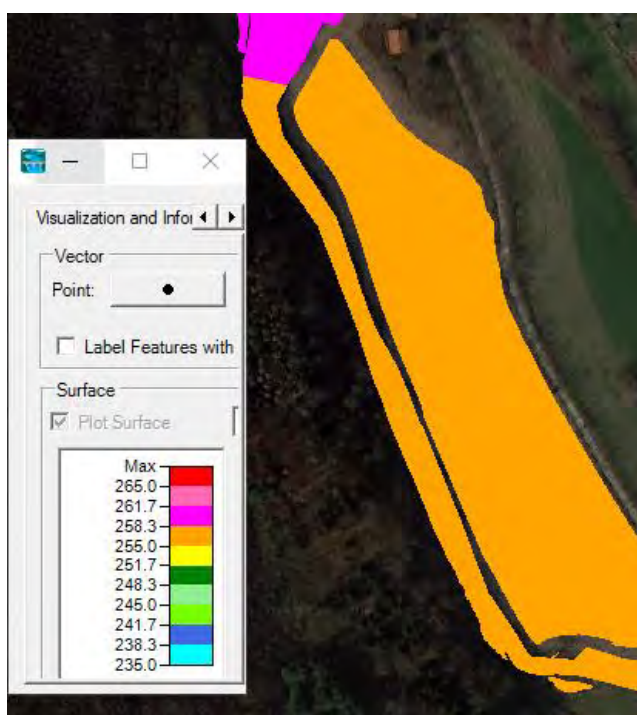 Visualization and Infor
Vector
Point:
Label Features with
Surface
Plot Surface
Max
265.0
261.7
258.3
255.0
251.7
248.3
245.0
241.7
238.3
235.0